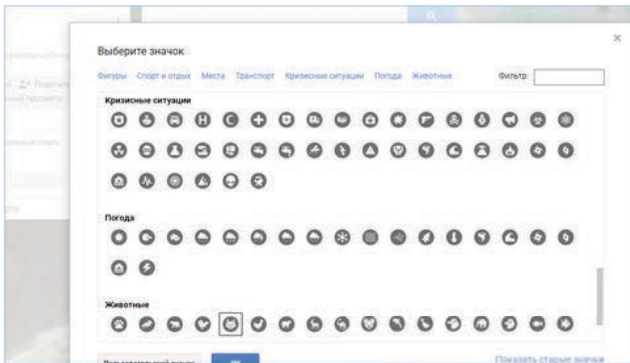 Выберите значок
Фигуры Спорт и отдых Места Транспорт Кризисные ситуации Погода Животные Фильтр:
Кризисные ситуации
Погода
Животные
Показать старые значки